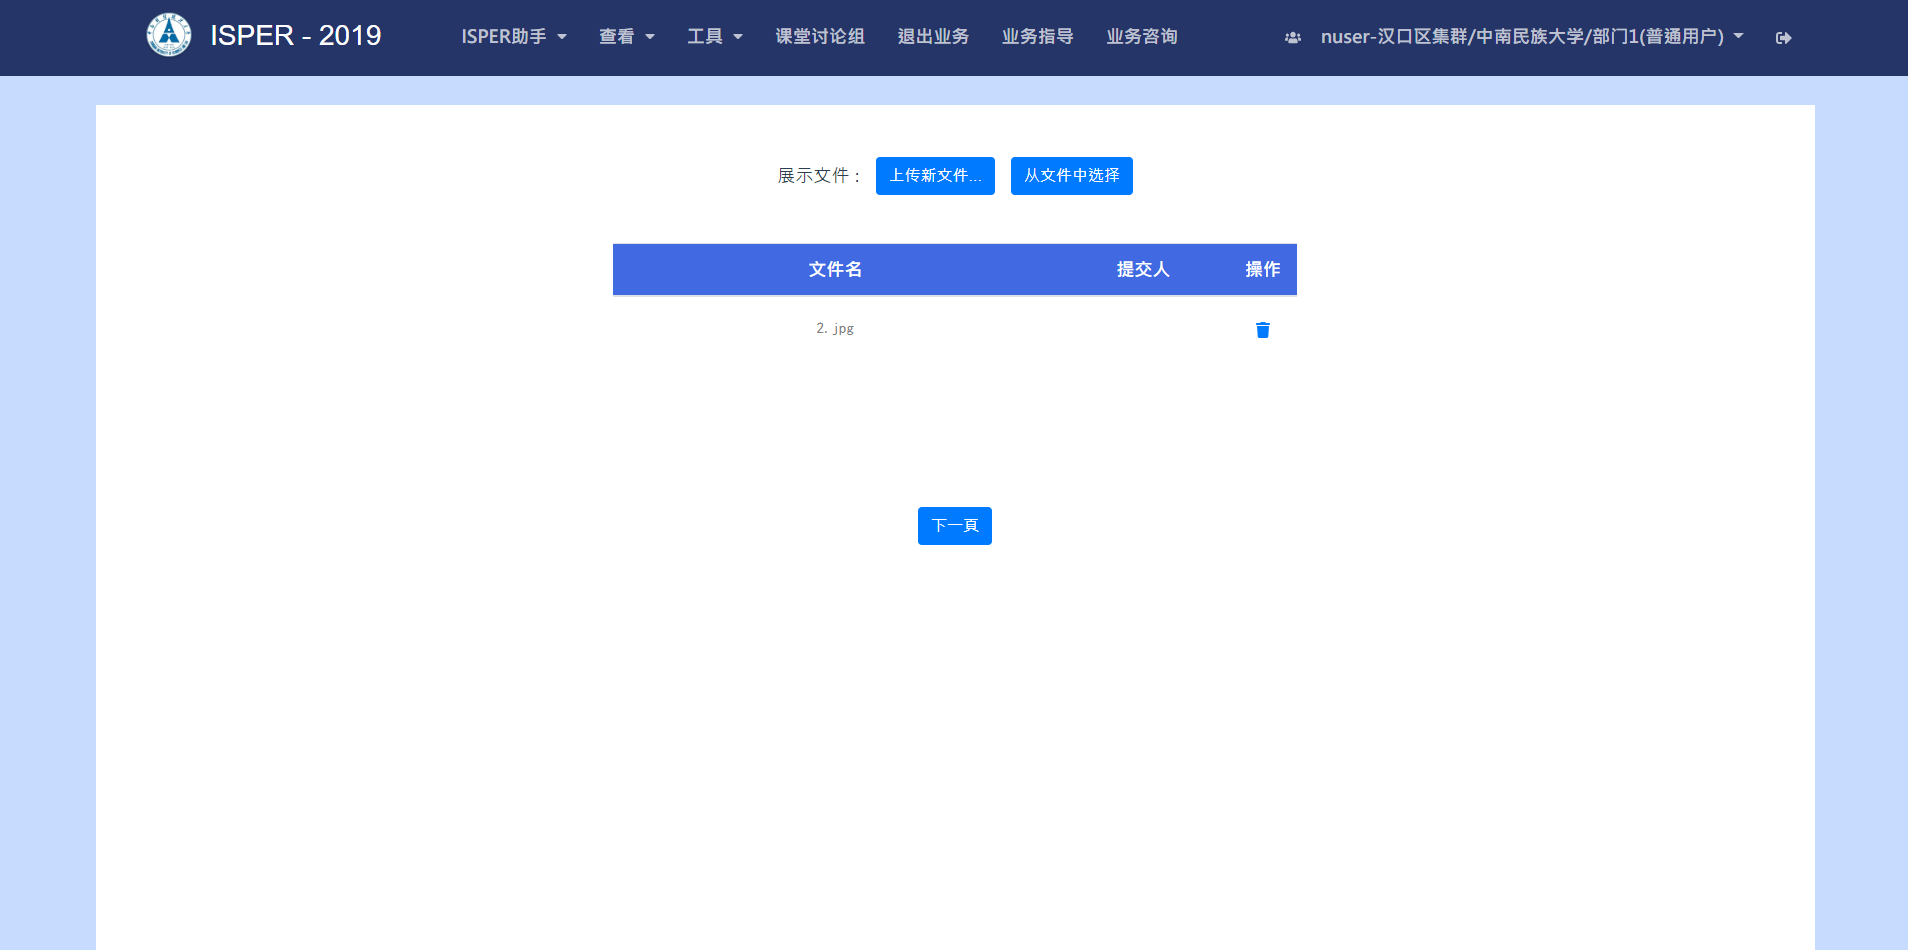 ISPER - 2019 ISPER助手 查看 工具 课堂讨论组 退出业务 业务指导 业务咨询 nuser-汉口区集群/中南民族大学/部门1(普通用户)
展示文件： 上传新文件... 从文件中选择
文件名 提交人 操作
2. jpg
下一頁